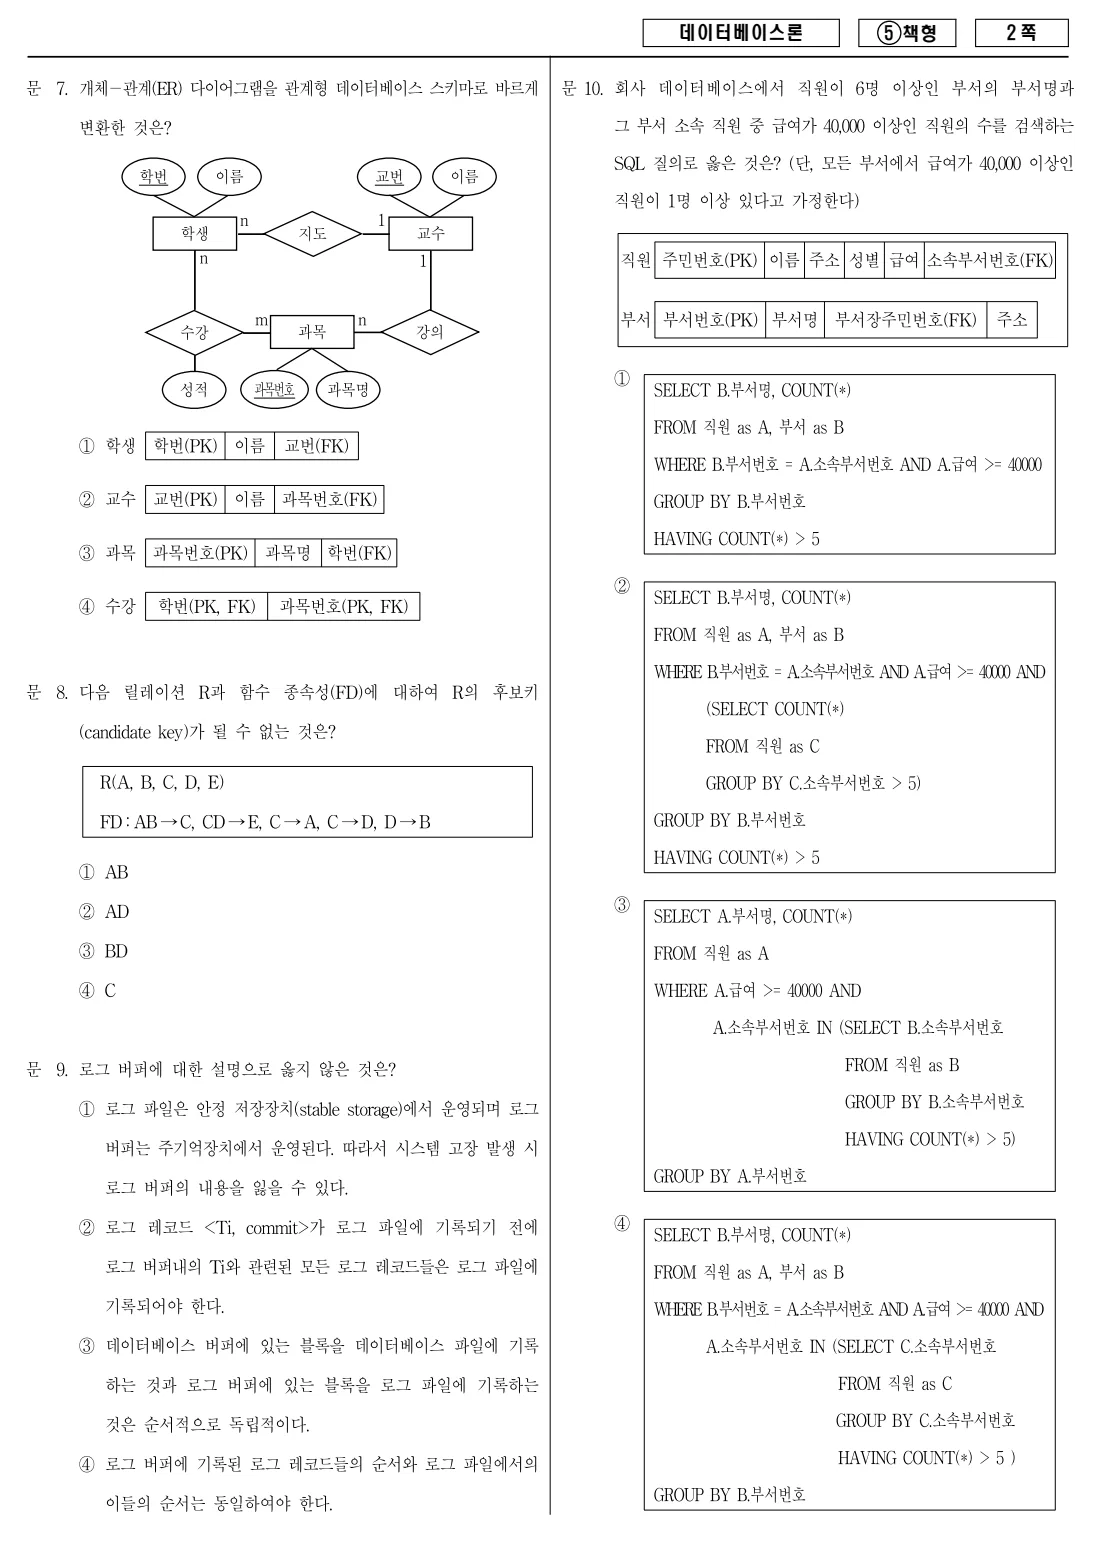 데이터베이스론
⑤책형
2쪽
문 7. 개체-관계(ER) 다이어그램을 관계형 데이터베이스 스키마로 바르게
변환한 것은?
학번
이름
교번
이름
학생
n
지도
1
교수
n
1
수강
m
과목
n
강의
성적
과목번호
과목명
① 학생 학번(PK) 이름 교번(FK)
② 교수 교번(PK) 이름 과목번호(FK)
③ 과목 과목번호(PK) 과목명 학번(FK)
④ 수강 학번(PK, FK) 과목번호(PK, FK)
문 8. 다음 릴레이션 R과 함수 종속성(FD)에 대하여 R의 후보키
(candidate key)가 될 수 없는 것은?
R(A, B, C, D, E)
FD : AB→C, CD→E, C→A, C→D, D→B
① AB
② AD
③ BD
④ C
문 9. 로그 버퍼에 대한 설명으로 옳지 않은 것은?
① 로그 파일은 안정 저장장치(stable storage)에서 운영되며 로그
버퍼는 주기억장치에서 운영된다. 따라서 시스템 고장 발생 시
로그 버퍼의 내용을 잃을 수 있다.
② 로그 레코드 <Ti, commit>가 로그 파일에 기록되기 전에
로그 버퍼내의 Ti와 관련된 모든 로그 레코드들은 로그 파일에
기록되어야 한다.
③ 데이터베이스 버퍼에 있는 블록을 데이터베이스 파일에 기록
하는 것과 로그 버퍼에 있는 블록을 로그 파일에 기록하는
것은 순서적으로 독립적이다.
④ 로그 버퍼에 기록된 로그 레코드들의 순서와 로그 파일에서의
이들의 순서는 동일하여야 한다.
문 10. 회사 데이터베이스에서 직원이 6명 이상인 부서의 부서명과
그 부서 소속 직원 중 급여가 40,000 이상인 직원의 수를 검색하는
SQL 질의로 옳은 것은? (단, 모든 부서에서 급여가 40,000 이상인
직원이 1명 이상 있다고 가정한다)
직원 주민번호(PK) 이름 주소 성별 급여 소속부서번호(FK)
부서 부서번호(PK) 부서명 부서장주민번호(FK) 주소
①
SELECT B.부서명, COUNT(*)
FROM 직원 as A, 부서 as B
WHERE B.부서번호 = A.소속부서번호 AND A.급여 >= 40000
GROUP BY B.부서번호
HAVING COUNT(*) > 5
②
SELECT B.부서명, COUNT(*)
FROM 직원 as A, 부서 as B
WHERE B.부서번호 = A.소속부서번호 AND A.급여 >= 40000 AND
(SELECT COUNT(*)
FROM 직원 as C
GROUP BY C.소속부서번호 > 5)
GROUP BY B.부서번호
HAVING COUNT(*) > 5
③
SELECT A.부서명, COUNT(*)
FROM 직원 as A
WHERE A.급여 >= 40000 AND
A.소속부서번호 IN (SELECT B.소속부서번호
FROM 직원 as B
GROUP BY B.소속부서번호
HAVING COUNT(*) > 5)
GROUP BY A.부서번호
④
SELECT B.부서명, COUNT(*)
FROM 직원 as A, 부서 as B
WHERE B.부서번호 = A.소속부서번호 AND A.급여 >= 40000 AND
A.소속부서번호 IN (SELECT C.소속부서번호
FROM 직원 as C
GROUP BY C.소속부서번호
HAVING COUNT(*) > 5 )
GROUP BY B.부서번호